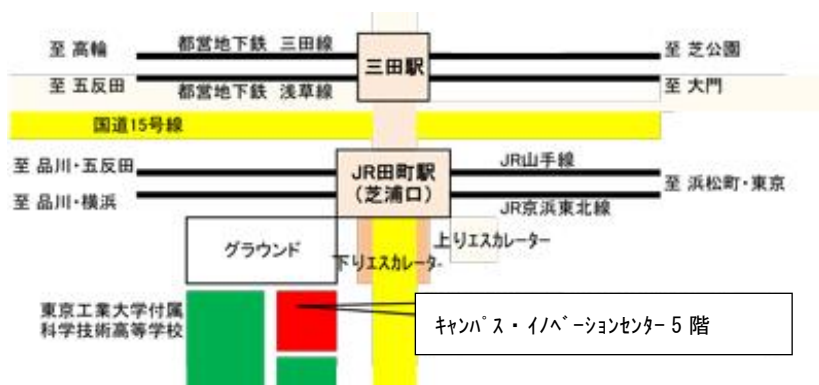 至 高輪
都営地下鉄 三田線
至 芝公園
三田駅
至 五反田
都営地下鉄 浅草線
至 大門
国道15号線
至 品川・五反田
JR田町駅
(芝浦口)
JR山手線
至 品川・横浜
至 浜松町・東京
JR京浜東北線
グラウンド
下りエスカレータ-
上りエスカレーター
東京工業大学付属
科学技術高等学校
キャンパス・イノベーションセンター 5 階